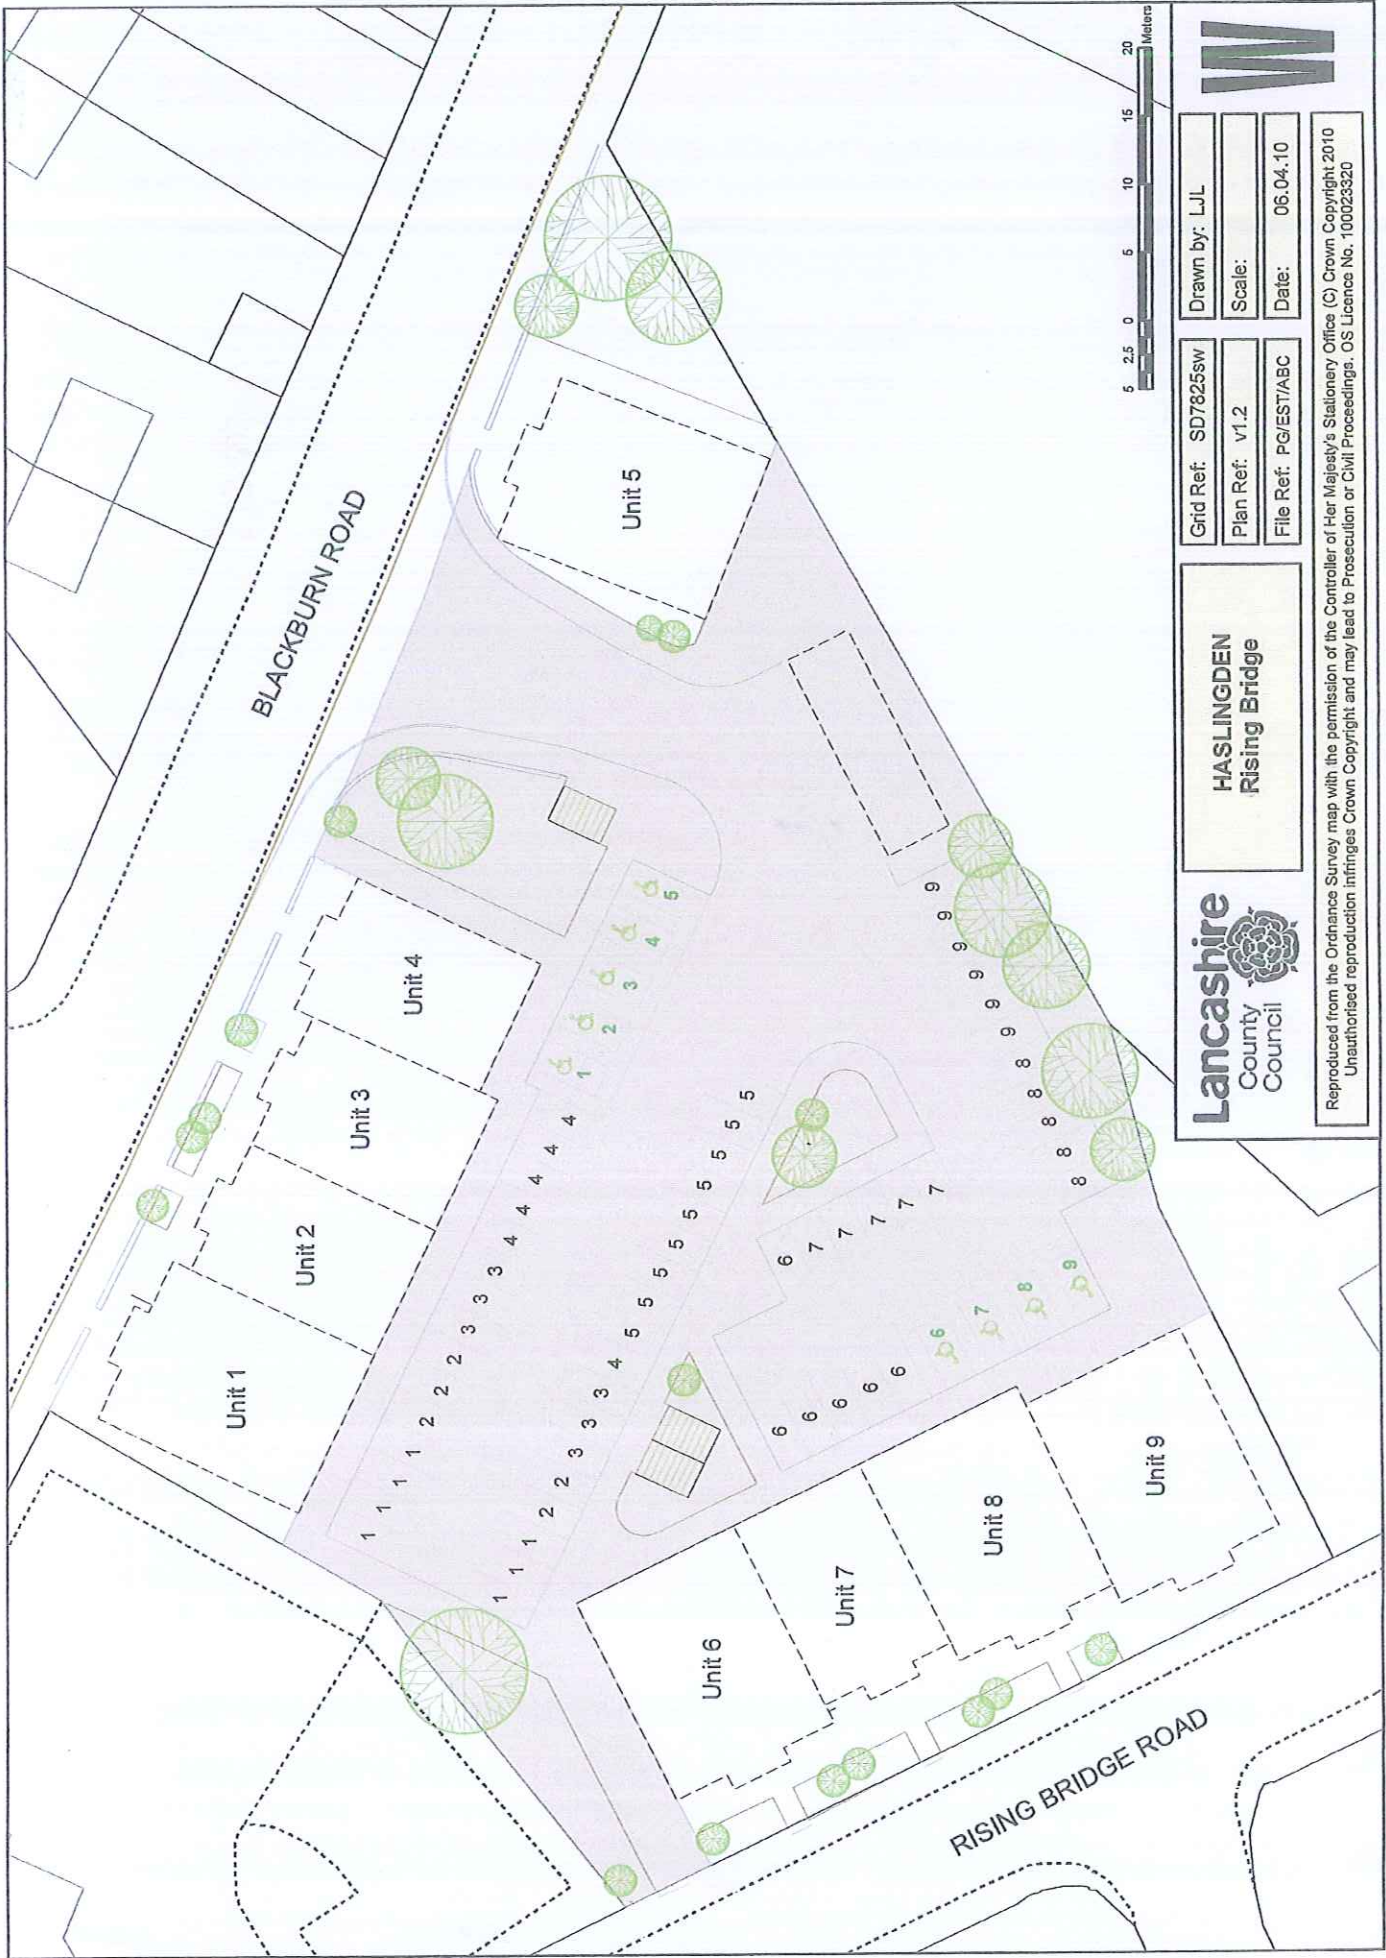 BLACKBURN ROAD
Unit 1
Unit 2
Unit 3
Unit 4
Unit 5
1 1 1 1 2 2 2 3 3 3 4 4 4 4 4
1 2 3 4 5
1 1 1 2 2 3 3 3 4 5 5 5 5 5 5 5 5 5
6 7 7 7 7 7
6 6 6 6 6
6 7 8 9
8 8 8 8 8 9 9 9 9 9 9
Unit 6
Unit 7
Unit 8
Unit 9
RISING BRIDGE ROAD
5 2.5 0 5 10 15 20
Meters
Lancashire
County
Council
HASLINGDEN
Rising Bridge
Grid Ref: SD7825sw
Drawn by: LJL
Plan Ref: v1.2
Scale:
File Ref: PG/EST/ABC
Date: 06.04.10
Reproduced from the Ordnance Survey map with the permission of the Controller of Her Majesty's Stationery Office (C) Crown Copyright 2010
Unauthorised reproduction infringes Crown Copyright and may lead to Prosecution or Civil Proceedings. OS Licence No. 100023320